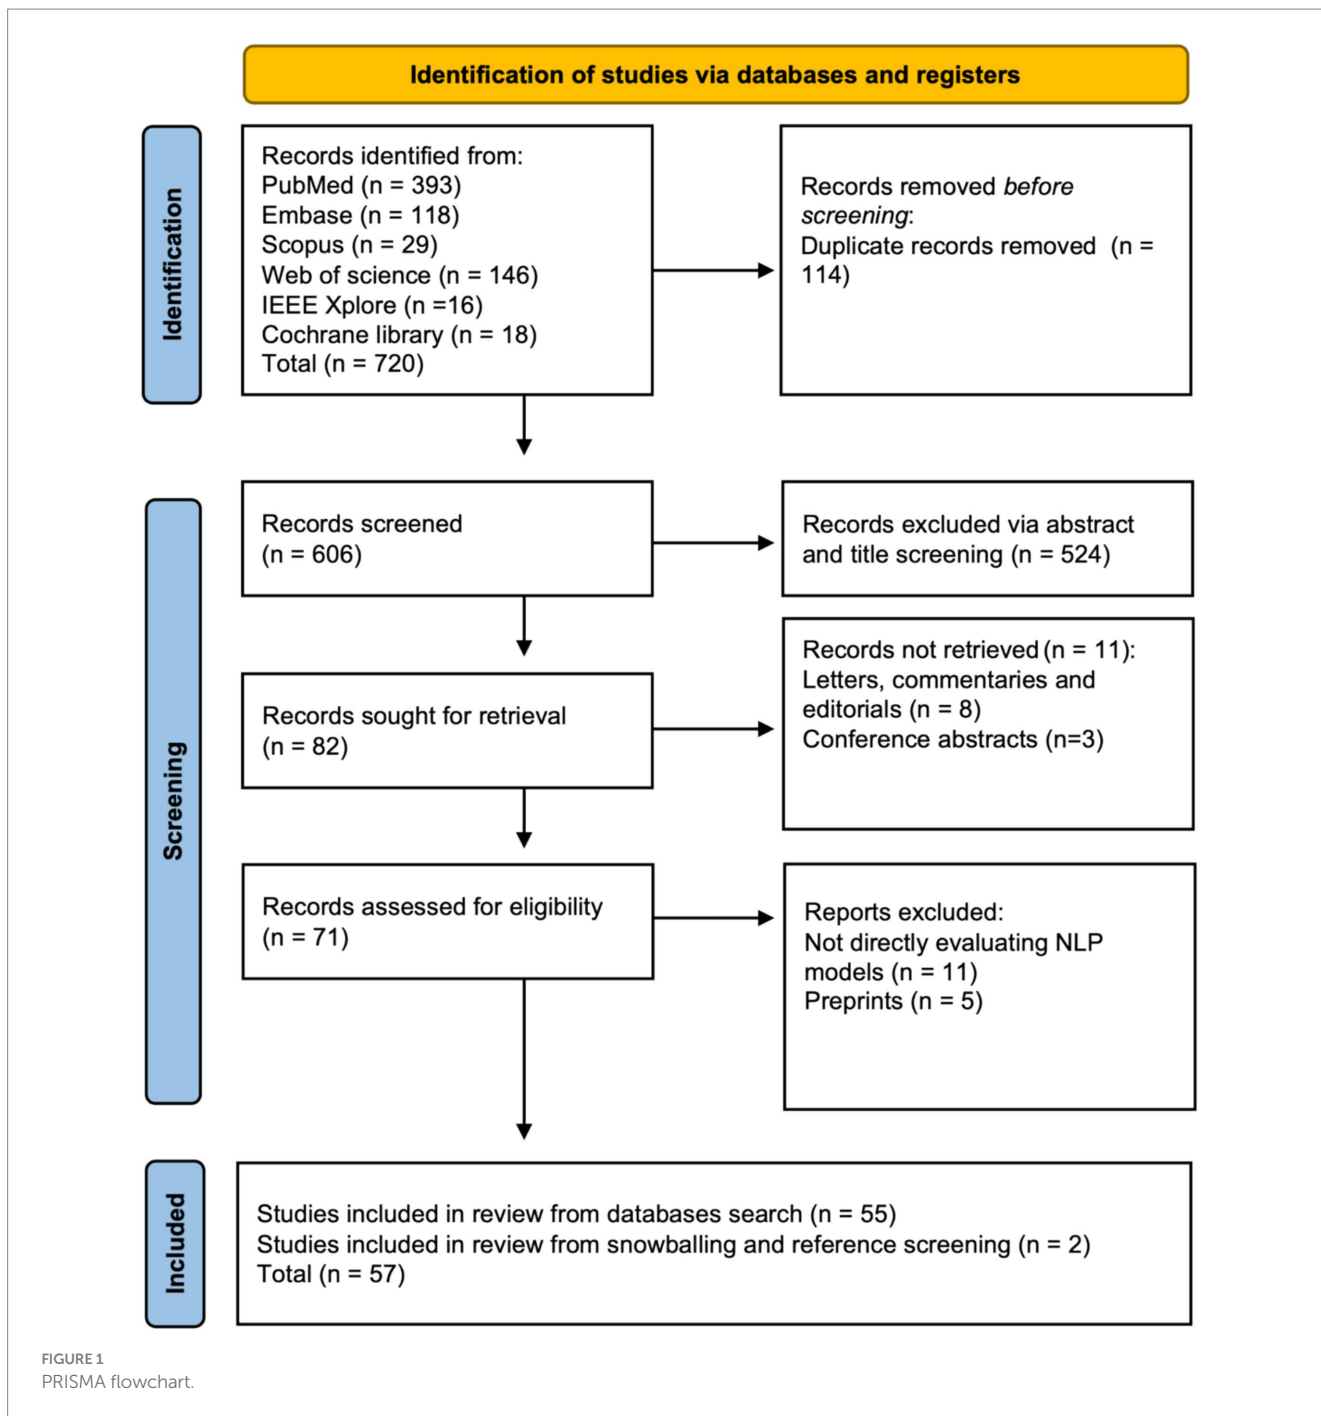 Identification of studies via databases and registers
Identification
Records identified from:
PubMed (n = 393)
Embase (n = 118)
Scopus (n = 29)
Web of science (n = 146)
IEEE Xplore (n =16)
Cochrane library (n = 18)
Total (n = 720)
Records removed before
screening:
Duplicate records removed (n =
114)
Screening
Records screened
(n = 606)
Records excluded via abstract
and title screening (n = 524)
Records sought for retrieval
(n = 82)
Records not retrieved (n = 11):
Letters, commentaries and
editorials (n = 8)
Conference abstracts (n=3)
Records assessed for eligibility
(n = 71)
Reports excluded:
Not directly evaluating NLP
models (n = 11)
Preprints (n = 5)
Included
Studies included in review from databases search (n = 55)
Studies included in review from snowballing and reference screening (n = 2)
Total (n = 57)
FIGURE 1
PRISMA flowchart.